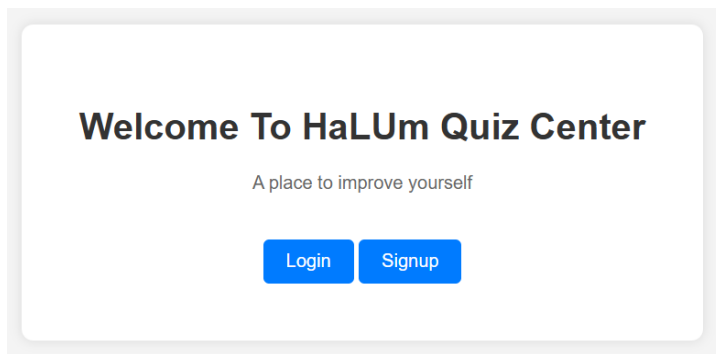 Welcome To HaLUm Quiz Center
A place to improve yourself
Login Signup